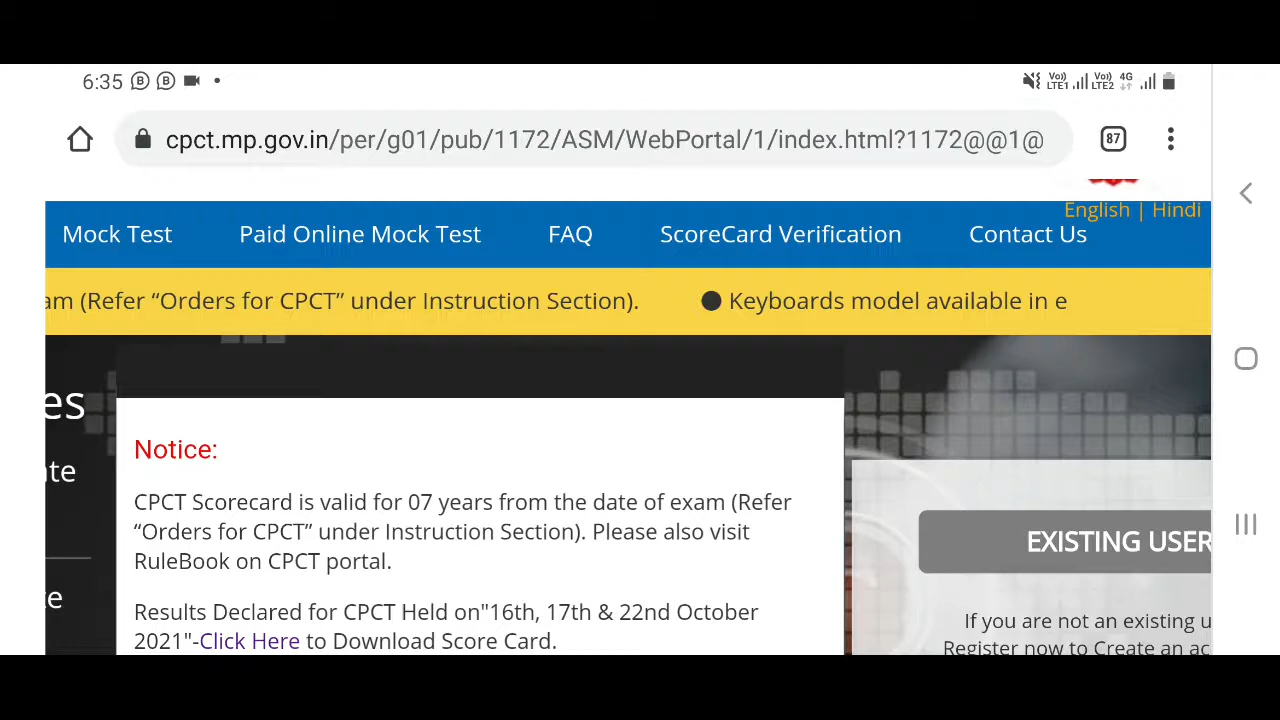 6:35
VoLTE1 VoLTE2 4G
cpct.mp.gov.in/per/g01/pub/1172/ASM/WebPortal/1/index.html?1172@@1@
87
English | Hindi
Mock Test Paid Online Mock Test FAQ ScoreCard Verification Contact Us
am (Refer “Orders for CPCT” under Instruction Section). ● Keyboards model available in e
es
ate
Notice:
CPCT Scorecard is valid for 07 years from the date of exam (Refer
“Orders for CPCT” under Instruction Section). Please also visit
RuleBook on CPCT portal.
Results Declared for CPCT Held on"16th, 17th & 22nd October
2021"-Click Here to Download Score Card.
EXISTING USER
If you are not an existing u
Register now to Create an ac